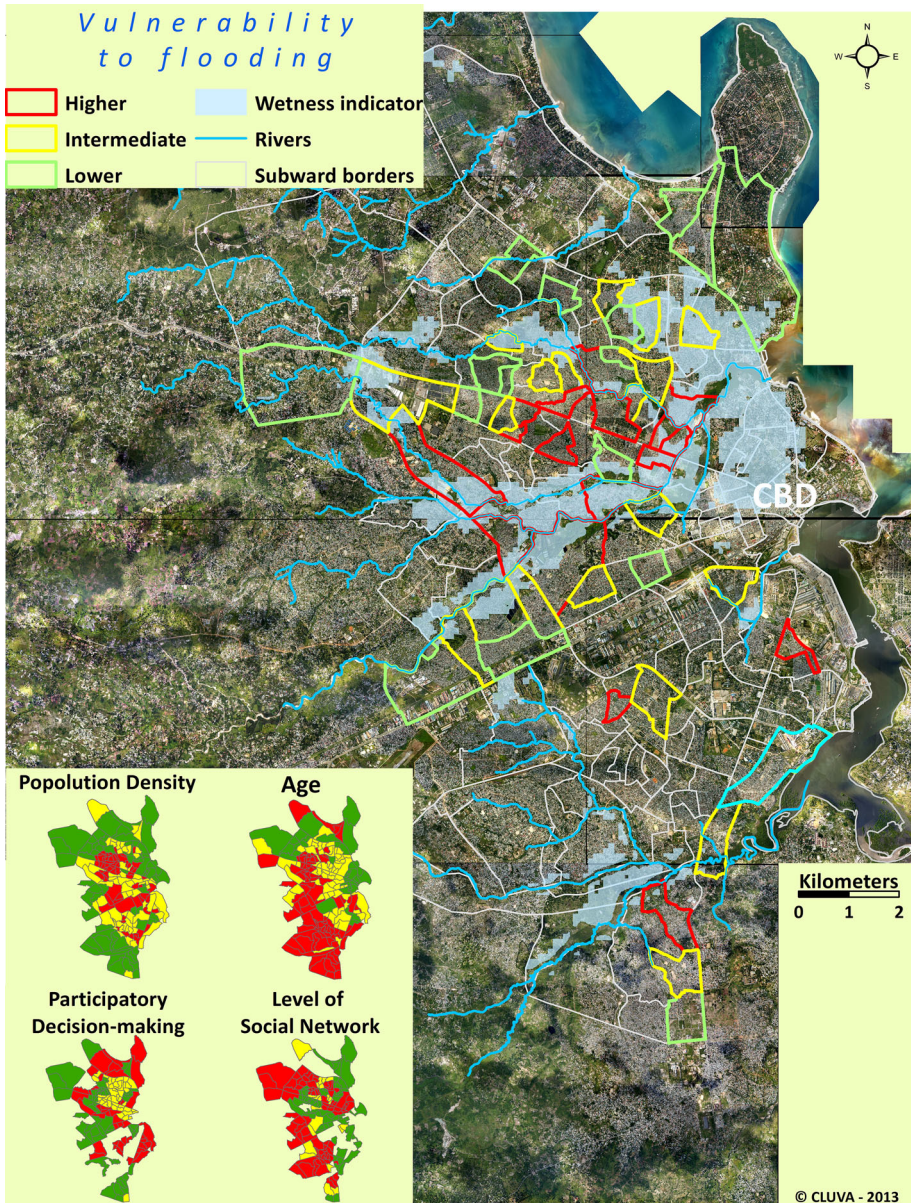 Vulnerability
to flooding
Higher
Intermediate
Lower
Wetness indicator
Rivers
Subward borders
N
W
E
S
CBD
Popolution Density
Age
Participatory
Decision-making
Level of
Social Network
Kilometers
0 1 2
© CLUVA - 2013